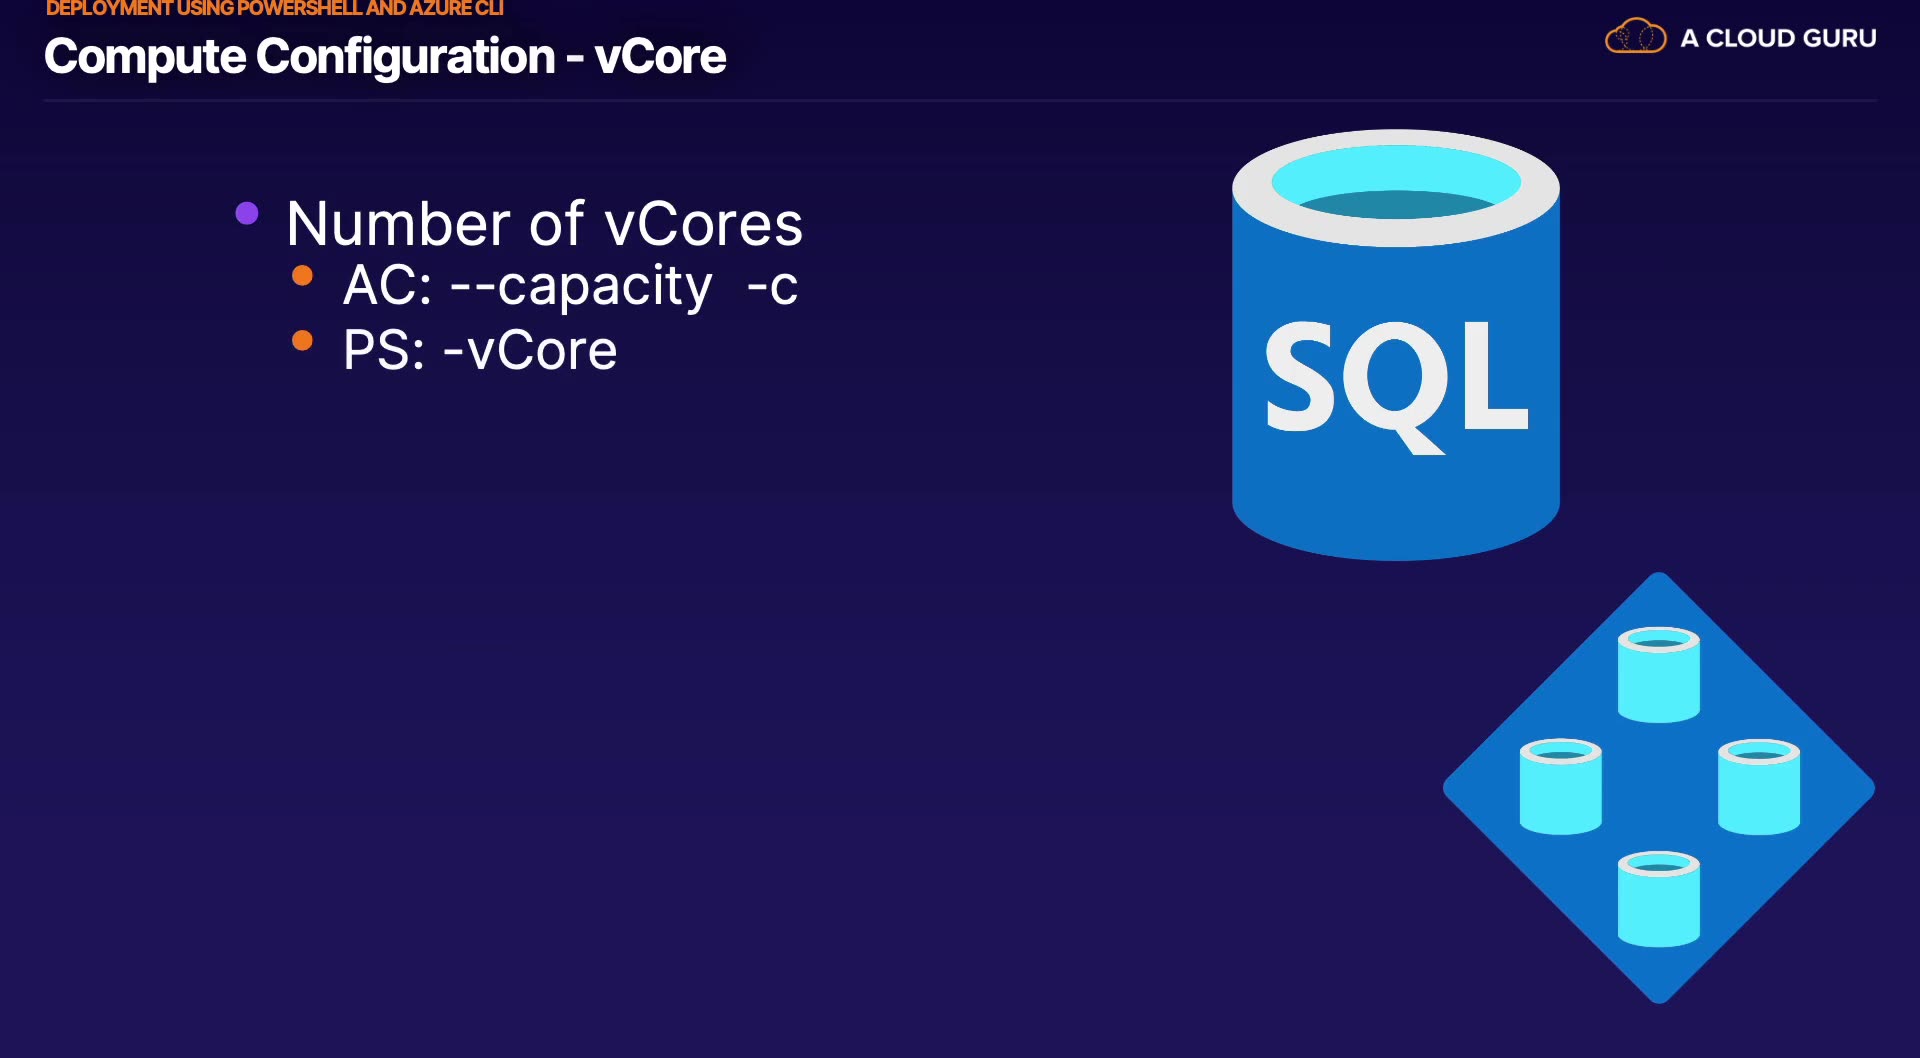 DEPLOYMENT USING POWERSHELL AND AZURE CLI
Compute Configuration - vCore
A CLOUD GURU
Number of vCores
AC: --capacity  -c
PS: -vCore
SQL